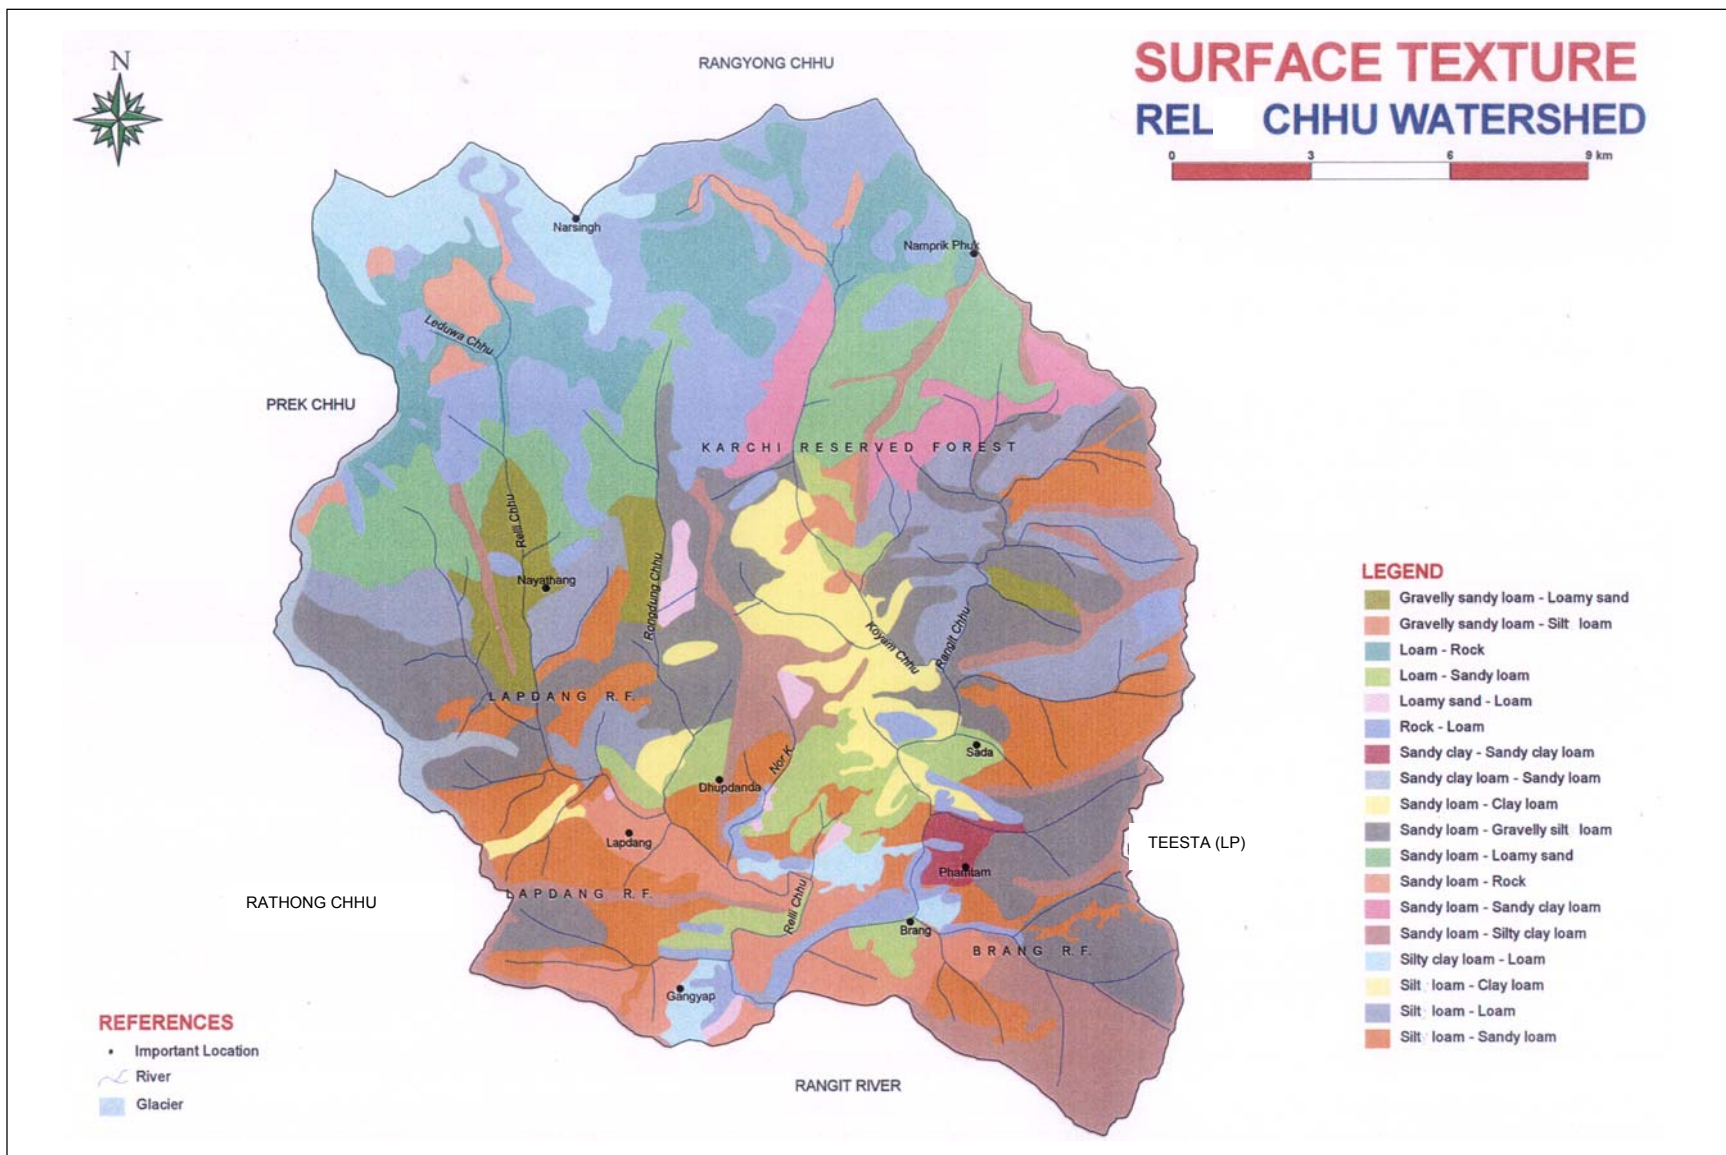 N
RANGYONG CHHU
SURFACE TEXTURE
REL CHHU WATERSHED
0 3 6 9 km
Narsingh
Namprik Phuk
Leduwa Chhu
PREK CHHU
KARCHI RESERVED FOREST
Relli Chhu
Nayathang
Rongdung Chhu
Koyam Chhu
Rangit Chhu
LAPDANG R.F.
Sada
Nor K
Dhupdanda
Lapdang
Phamtam
TEESTA (LP)
LAPDANG R.F.
RATHONG CHHU
Relli Chhu
Brang
BRANG R.F.
Gangyap
RANGIT RIVER
LEGEND
Gravelly sandy loam - Loamy sand
Gravelly sandy loam - Silt loam
Loam - Rock
Loam - Sandy loam
Loamy sand - Loam
Rock - Loam
Sandy clay - Sandy clay loam
Sandy clay loam - Sandy loam
Sandy loam - Clay loam
Sandy loam - Gravelly silt loam
Sandy loam - Loamy sand
Sandy loam - Rock
Sandy loam - Sandy clay loam
Sandy loam - Silty clay loam
Silty clay loam - Loam
Silt loam - Clay loam
Silt loam - Loam
Silt loam - Sandy loam
REFERENCES
Important Location
River
Glacier